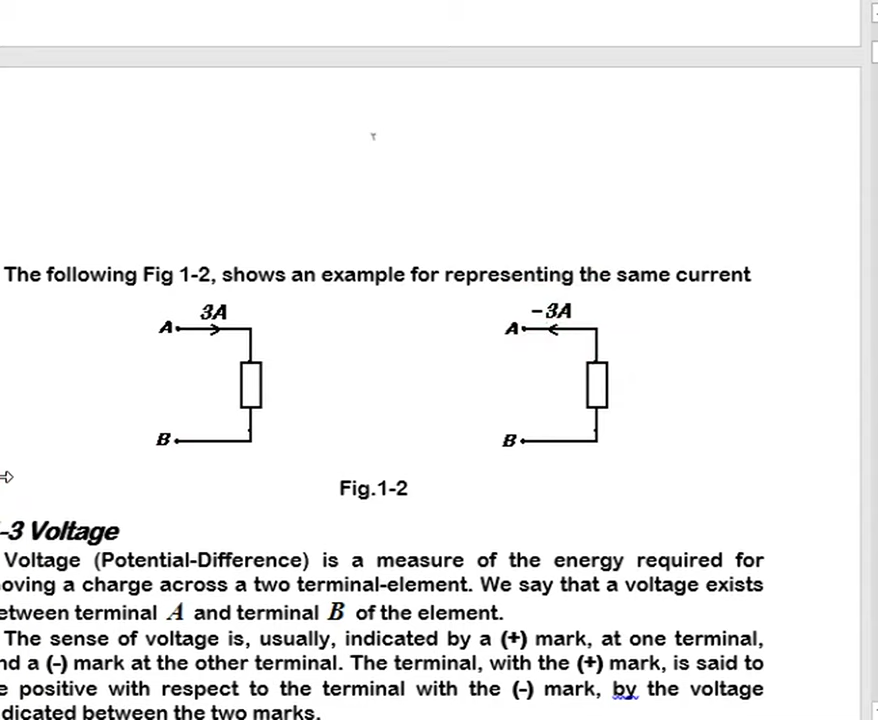 ٢
The following Fig 1-2, shows an example for representing the same current
3A
-3A
A
A
B
B
Fig.1-2
-3 Voltage
Voltage (Potential-Difference) is a measure of the energy required for
oving a charge across a two terminal-element. We say that a voltage exists
etween terminal A and terminal B of the element.
The sense of voltage is, usually, indicated by a (+) mark, at one terminal,
nd a (-) mark at the other terminal. The terminal, with the (+) mark, is said to
e positive with respect to the terminal with the (-) mark, by the voltage
dicated between the two marks.